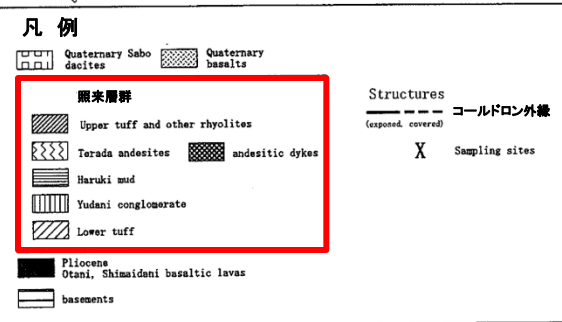 凡 例
Quaternary Sabo
dacites
Quaternary
basalts
照来層群
Upper tuff and other rhyolites
Terada andesites
andesitic dykes
Haruki mud
Yudani conglomerate
Lower tuff
Pliocene
Otani, Shimaidani basaltic lavas
basements
Structures
コールドロン外縁
(exposed, covered)
X
Sampling sites